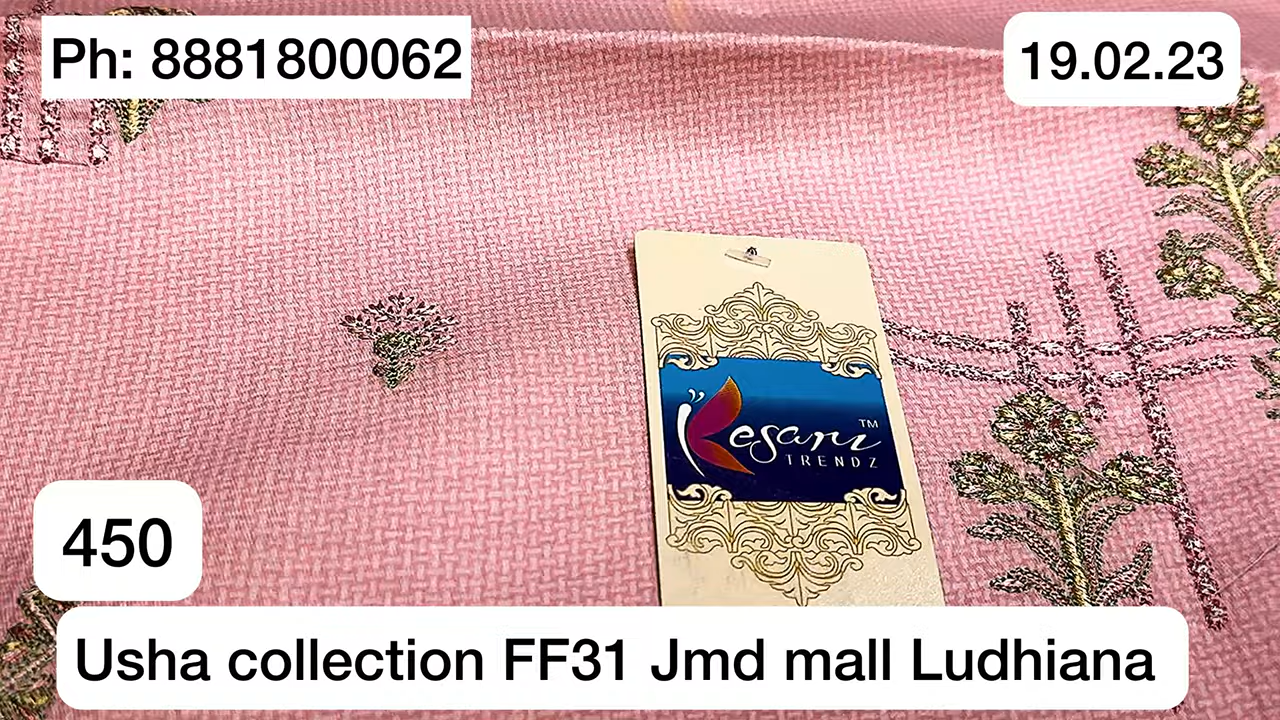 Ph: 8881800062
19.02.23
Kesari TM
TRENDZ
450
Usha collection FF31 Jmd mall Ludhiana